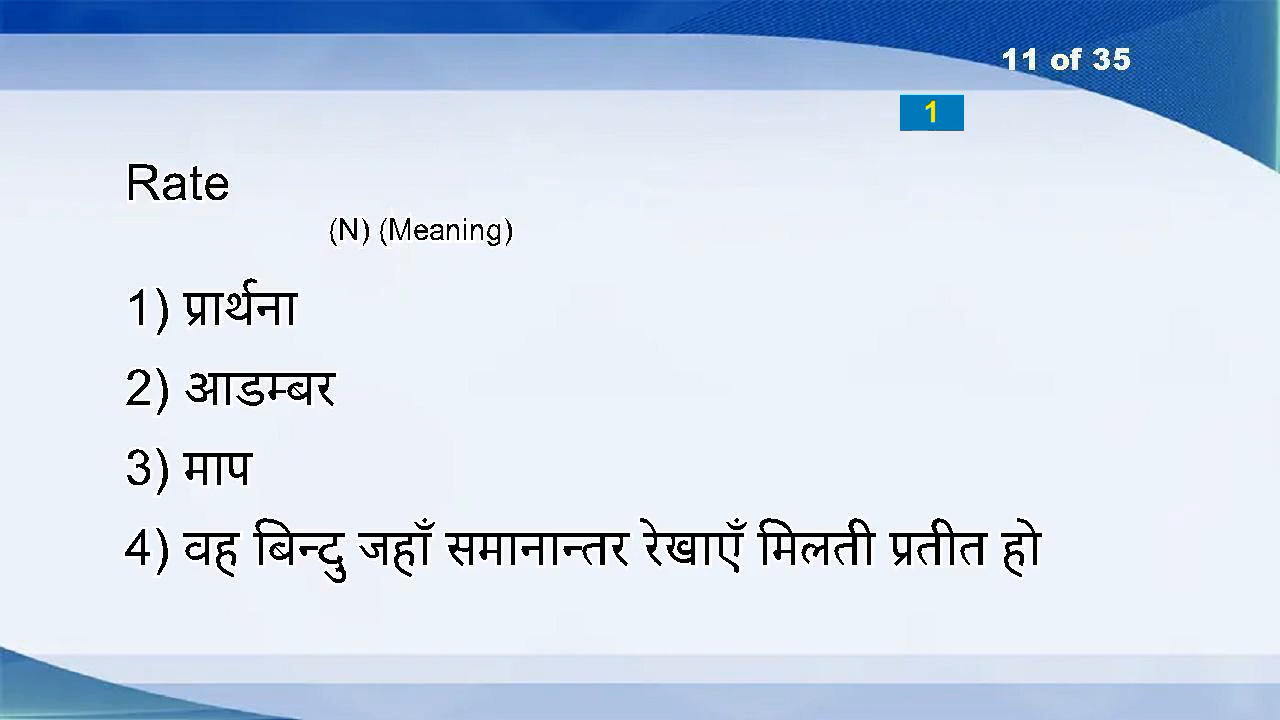 11 of 35
1
Rate
(N) (Meaning)
1) प्रार्थना
2) आडम्बर
3) माप
4) वह बिन्दु जहाँ समानान्तर रेखाएँ मिलती प्रतीत हो